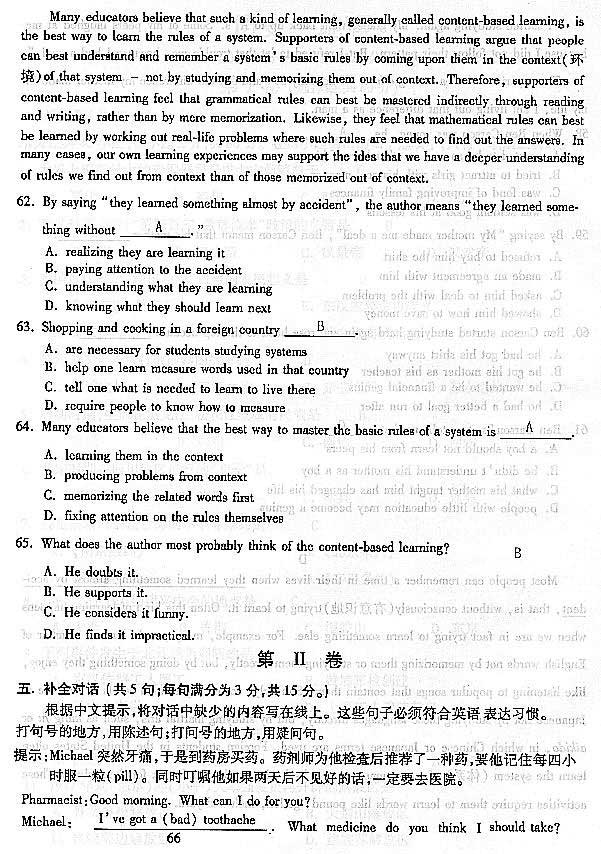 Many educators believe that such a kind of learning, generally called content-based learning, is
the best way to learn the rules of a system. Supporters of content-based learning argue that people
can best understand and remember a system's basic rules by coming upon them in the context(环
境)of that system - not by studying and memorizing them out of context. Therefore, supporters of
content-based learning feel that grammatical rules can best be mastered indirectly through reading
and writing, rather than by mere memorization. Likewise, they feel that mathematical rules can best
be learned by working out real-life problems where such rules are needed to find out the answers. In
many cases, our own learning experiences may support the idea that we have a deeper understanding
of rules we find out from context than of those memorized out of context.
62. By saying "they learned something almost by accident", the author means "they learned some-
thing without A."
A. realizing they are learning it
B. paying attention to the accident
C. understanding what they are learning
D. knowing what they should learn next
63. Shopping and cooking in a foreign country B.
A. are necessary for students studying systems
B. help one learn measure words used in that country
C. tell one what is needed to learn to live there
D. require people to know how to measure
64. Many educators believe that the best way to master the basic rules of a system is A.
A. learning them in the context
B. producing problems from context
C. memorizing the related words first
D. fixing attention on the rules themselves
65. What does the author most probably think of the content-based learning? B
A. He doubts it.
B. He supports it.
C. He considers it funny.
D. He finds it impractical.
第 II 卷
五. 补全对话 (共5句;每句满分为3分,共15分。)
根据中文提示,将对话中缺少的内容写在线上。这些句子必须符合英语表达习惯。
打句号的地方,用陈述句;打问号的地方,用疑问句。
提示:Michael 突然牙痛,于是到药房买药。药剂师为他检查后推荐了一种药,要他记住每四小
时服一粒(pill)。同时叮嘱他如果两天后不见好的话,一定要去医院。
Pharmacist:Good morning. What can I do for you?
Michael: I've got a (bad) toothache. What medicine do you think I should take?
66